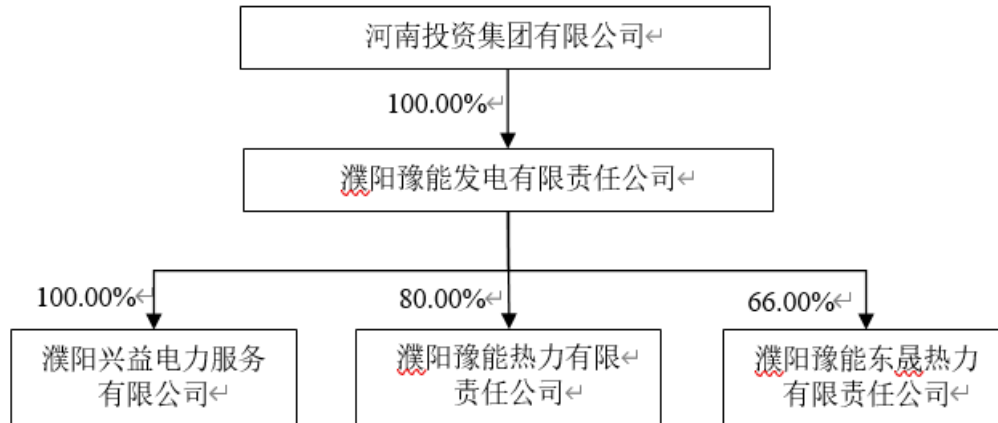 河南投资集团有限公司
100.00%
濮阳豫能发电有限责任公司
100.00%
80.00%
66.00%
濮阳兴益电力服务
有限公司
濮阳豫能热力有限
责任公司
濮阳豫能东晟热力
有限责任公司